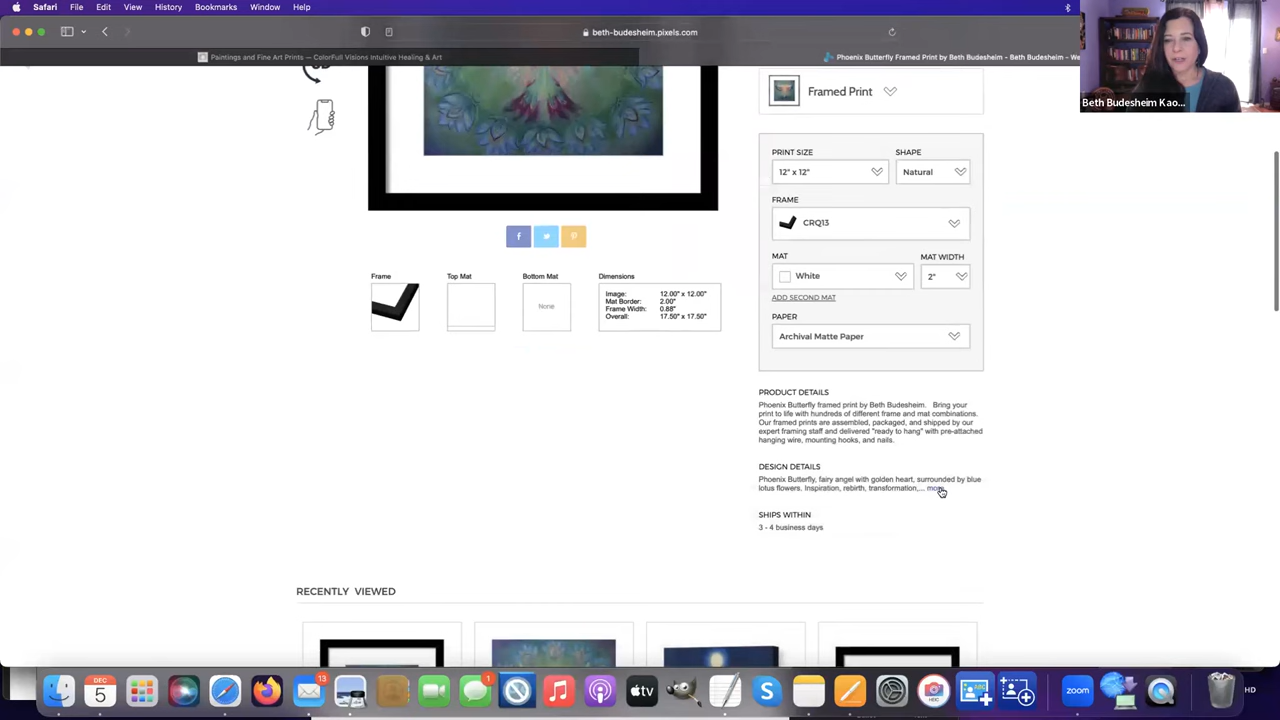 Safari File Edit View History Bookmarks Window Help
beth-budesheim.pixels.com
Paintings and Fine Art Prints — ColorFull Visions Intuitive Healing & Art
Phoenix Butterfly Framed Print by Beth Budesheim - Beth Budesheim - We
Beth Budesheim Kao...
Framed Print
PRINT SIZE SHAPE
12" x 12" Natural
FRAME
CRQ13
MAT MAT WIDTH
White 2"
ADD SECOND MAT
PAPER
Archival Matte Paper
Frame Top Mat Bottom Mat Dimensions
None
Image: 12.00" x 12.00"
Mat Border: 2.00"
Frame Width: 0.88"
Overall: 17.50" x 17.50"
PRODUCT DETAILS
Phoenix Butterfly framed print by Beth Budesheim. Bring your
print to life with hundreds of different frame and mat combinations.
Our framed prints are assembled, packaged, and shipped by our
expert framing staff and delivered "ready to hang" with pre-attached
hanging wire, mounting hooks, and nails.
DESIGN DETAILS
Phoenix Butterfly, fairy angel with golden heart, surrounded by blue
lotus flowers. Inspiration, rebirth, transformation,... more
SHIPS WITHIN
3 - 4 business days
RECENTLY VIEWED
DEC
5
13
1
tv
zoom
HD